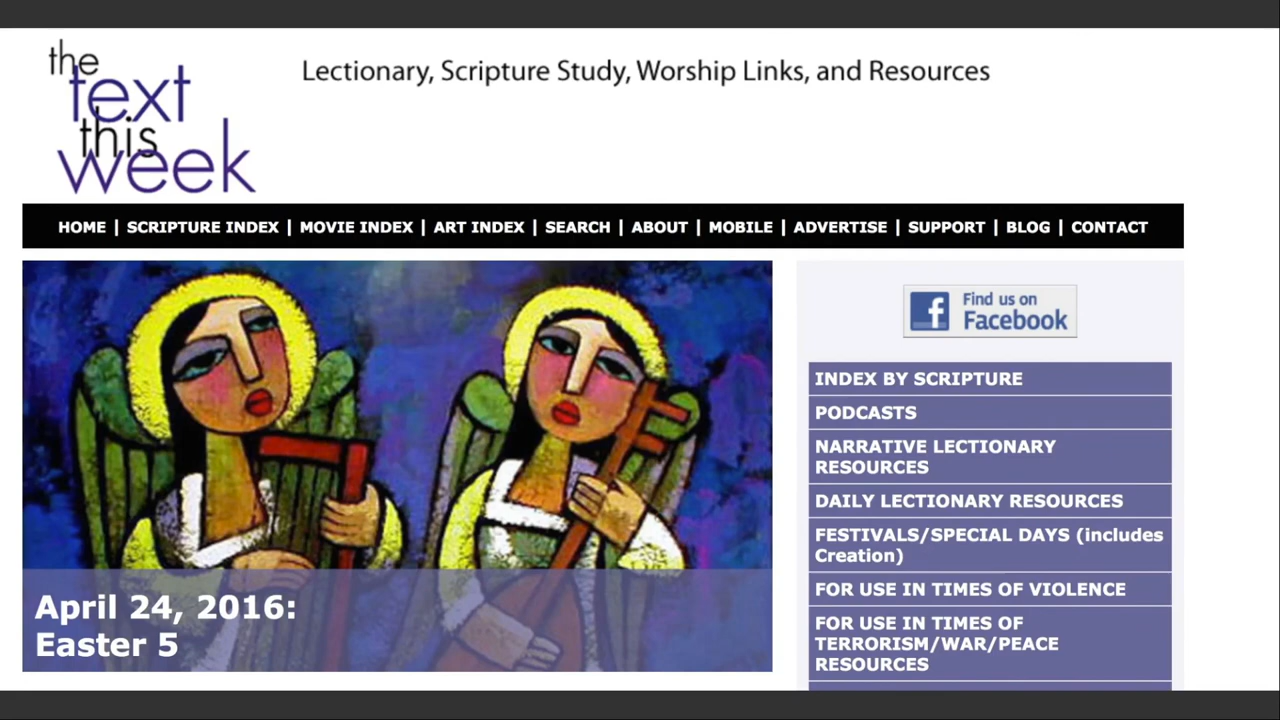 the
text
this
week
Lectionary, Scripture Study, Worship Links, and Resources
HOME | SCRIPTURE INDEX | MOVIE INDEX | ART INDEX | SEARCH | ABOUT | MOBILE | ADVERTISE | SUPPORT | BLOG | CONTACT
April 24, 2016:
Easter 5
f Find us on
Facebook
INDEX BY SCRIPTURE
PODCASTS
NARRATIVE LECTIONARY
RESOURCES
DAILY LECTIONARY RESOURCES
FESTIVALS/SPECIAL DAYS (includes
Creation)
FOR USE IN TIMES OF VIOLENCE
FOR USE IN TIMES OF
TERRORISM/WAR/PEACE
RESOURCES